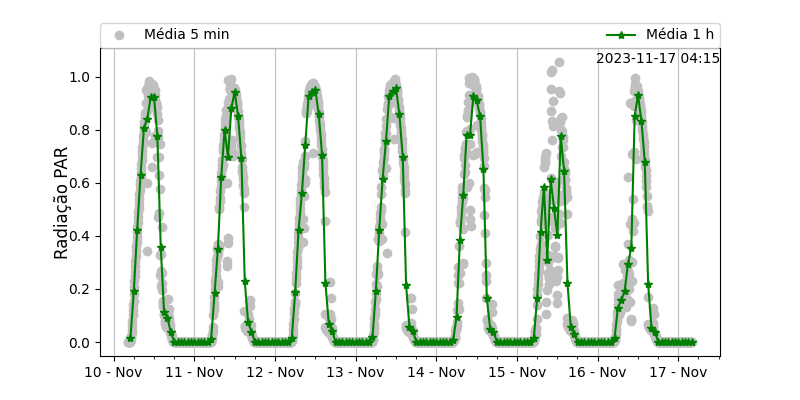 Média 5 min
Média 1 h
2023-11-17 04:15
Radiação PAR
1.0
0.8
0.6
0.4
0.2
0.0
10 - Nov
11 - Nov
12 - Nov
13 - Nov
14 - Nov
15 - Nov
16 - Nov
17 - Nov